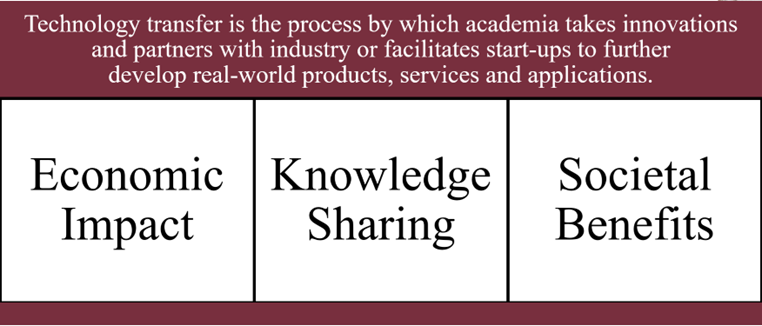 Technology transfer is the process by which academia takes innovations
and partners with industry or facilitates start-ups to further
develop real-world products, services and applications.
Economic
Impact
Knowledge
Sharing
Societal
Benefits